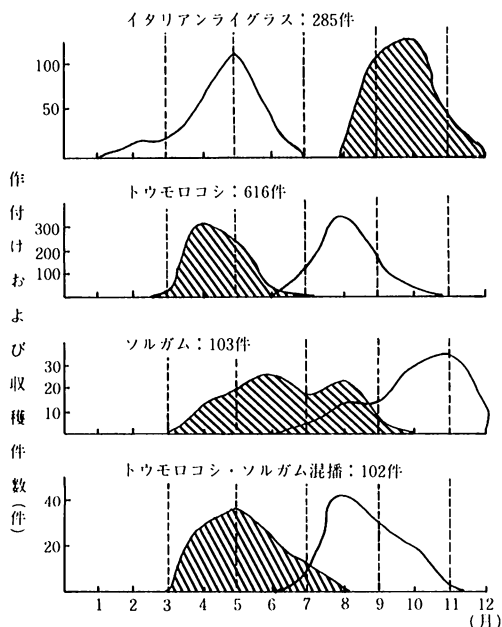 イタリアンライグラス：285件
100
50
トウモロコシ：616件
300
200
100
ソルガム：103件
30
20
10
トウモロコシ・ソルガム混播：102件
40
20
1 2 3 4 5 6 7 8 9 10 11 12
(月)
作付けおよび収穫件数(件)